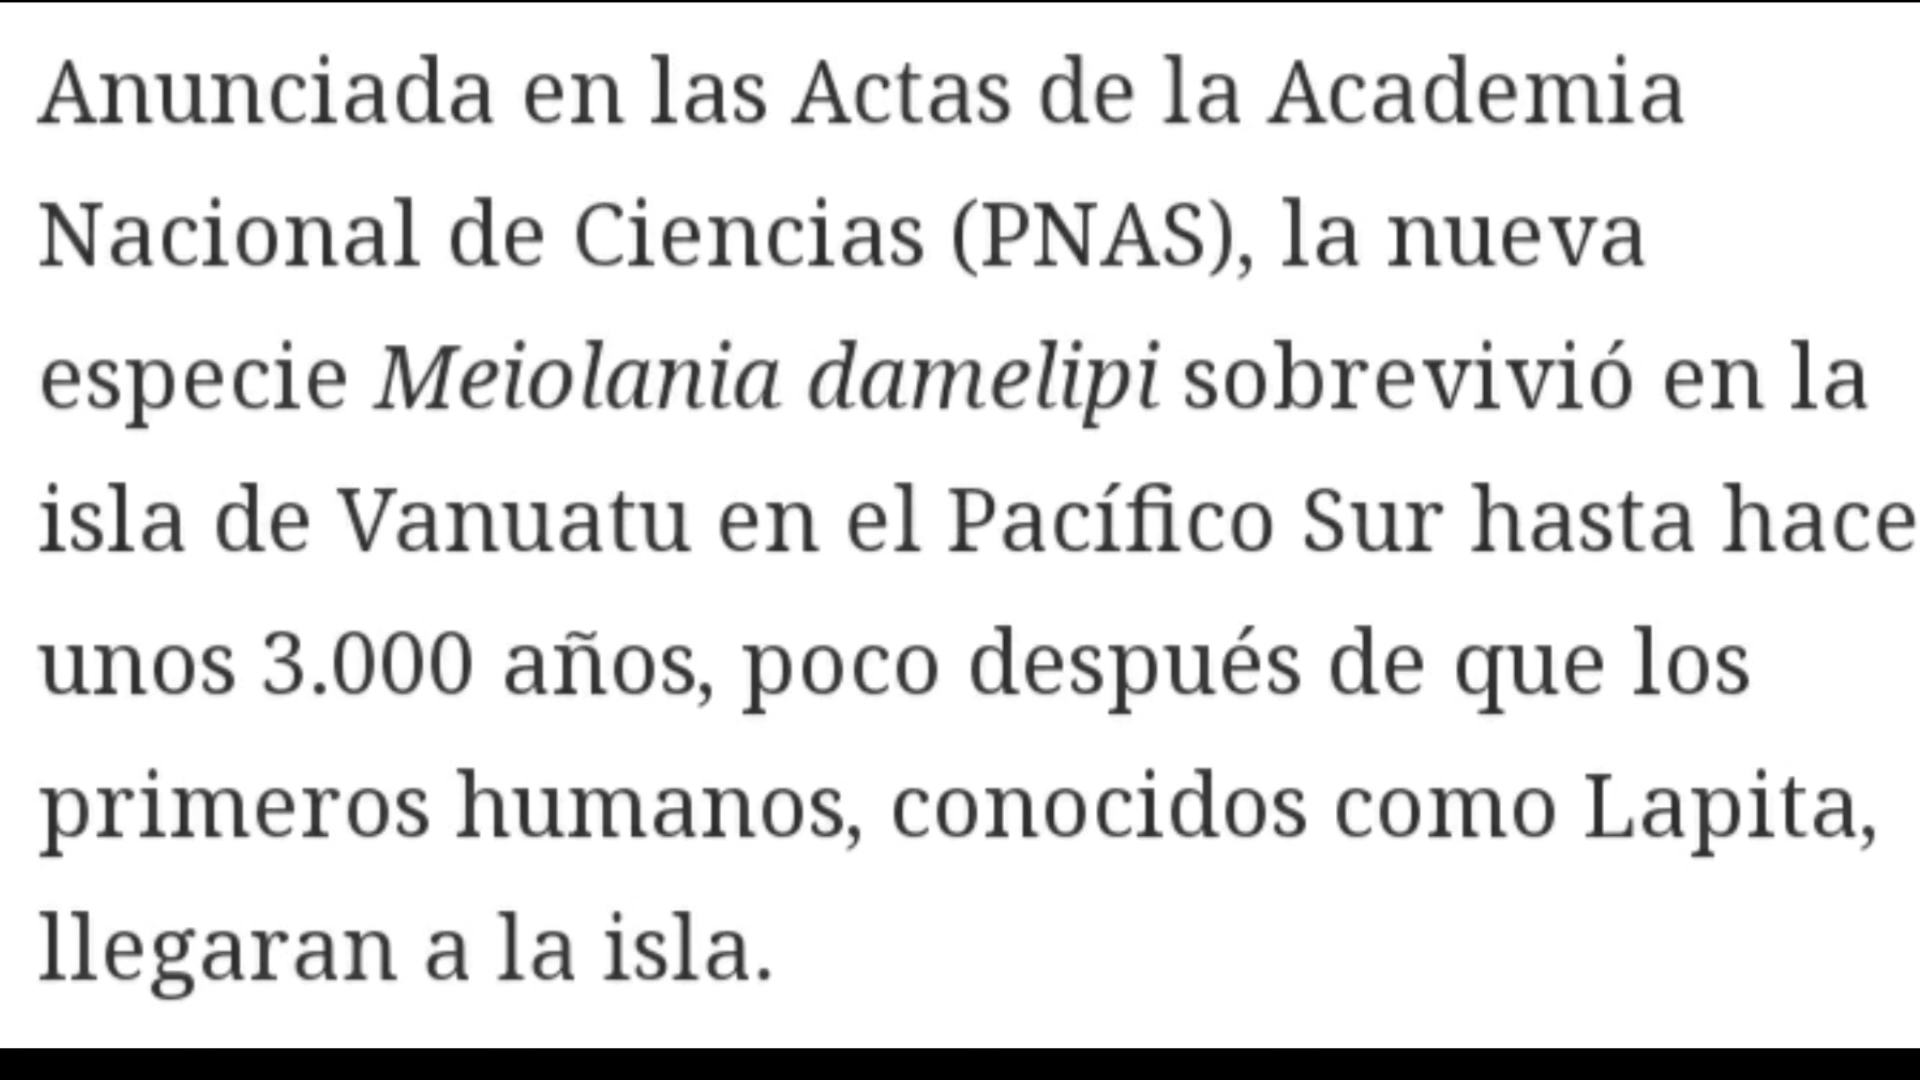 Anunciada en las Actas de la Academia
Nacional de Ciencias (PNAS), la nueva
especie Meiolania damelipi sobrevivió en la
isla de Vanuatu en el Pacífico Sur hasta hace
unos 3.000 años, poco después de que los
primeros humanos, conocidos como Lapita,
llegaran a la isla.